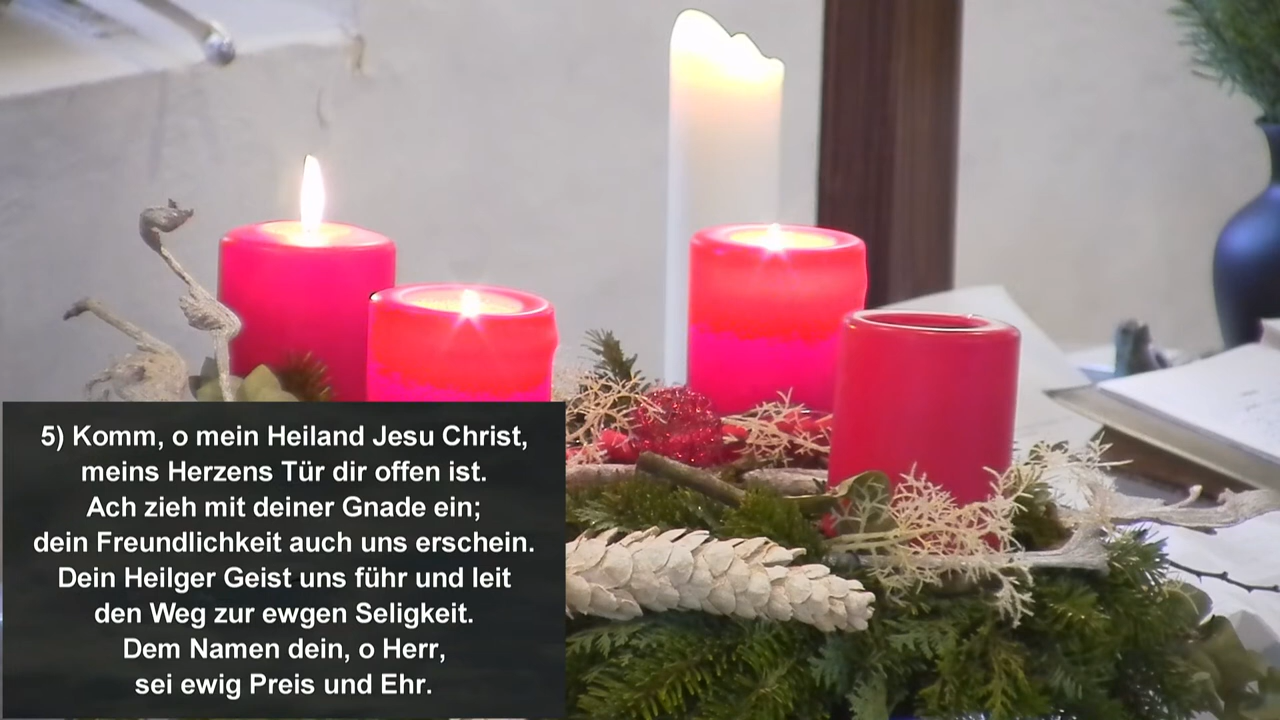 5) Komm, o mein Heiland Jesu Christ,
meins Herzens Tür dir offen ist.
Ach zieh mit deiner Gnade ein;
dein Freundlichkeit auch uns erschein.
Dein Heilger Geist uns führ und leit
den Weg zur ewgen Seligkeit.
Dem Namen dein, o Herr,
sei ewig Preis und Ehr.